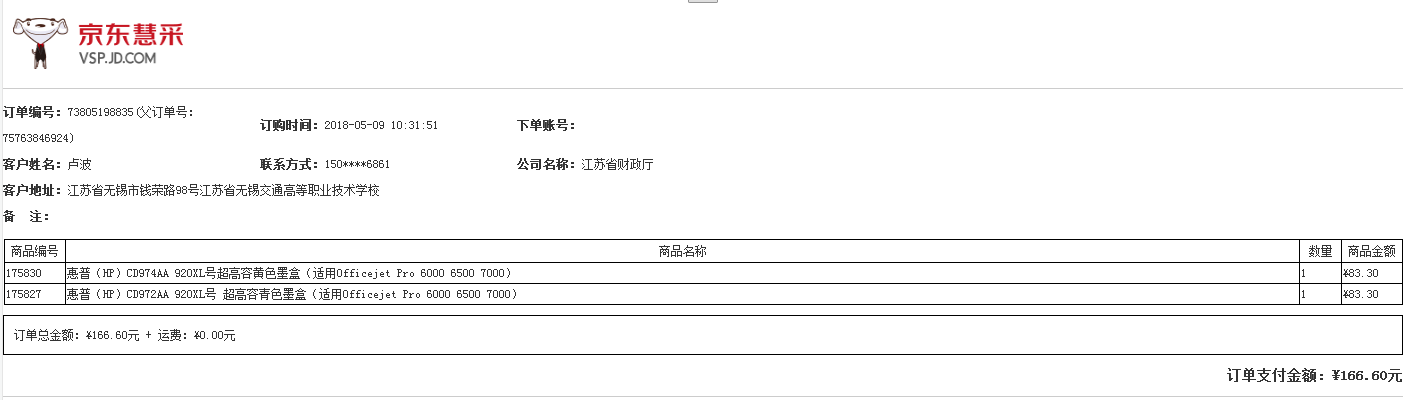 京东慧采
VSP.JD.COM
订单编号：73805198835(父订单号：
75763846924)
订购时间：2018-05-09 10:31:51
下单账号：
客户姓名：卢波
联系方式：150****6861
公司名称：江苏省财政厅
客户地址：江苏省无锡市钱荣路98号江苏省无锡交通高等职业技术学校
备 注：
商品编号 商品名称 数量 商品金额
175830 惠普（HP）CD974AA 920XL号超高容黄色墨盒（适用Officejet Pro 6000 6500 7000） 1 ¥83.30
175827 惠普（HP）CD972AA 920XL号 超高容青色墨盒（适用Officejet Pro 6000 6500 7000） 1 ¥83.30
订单总金额：¥166.60元 + 运费：¥0.00元
订单支付金额：¥166.60元